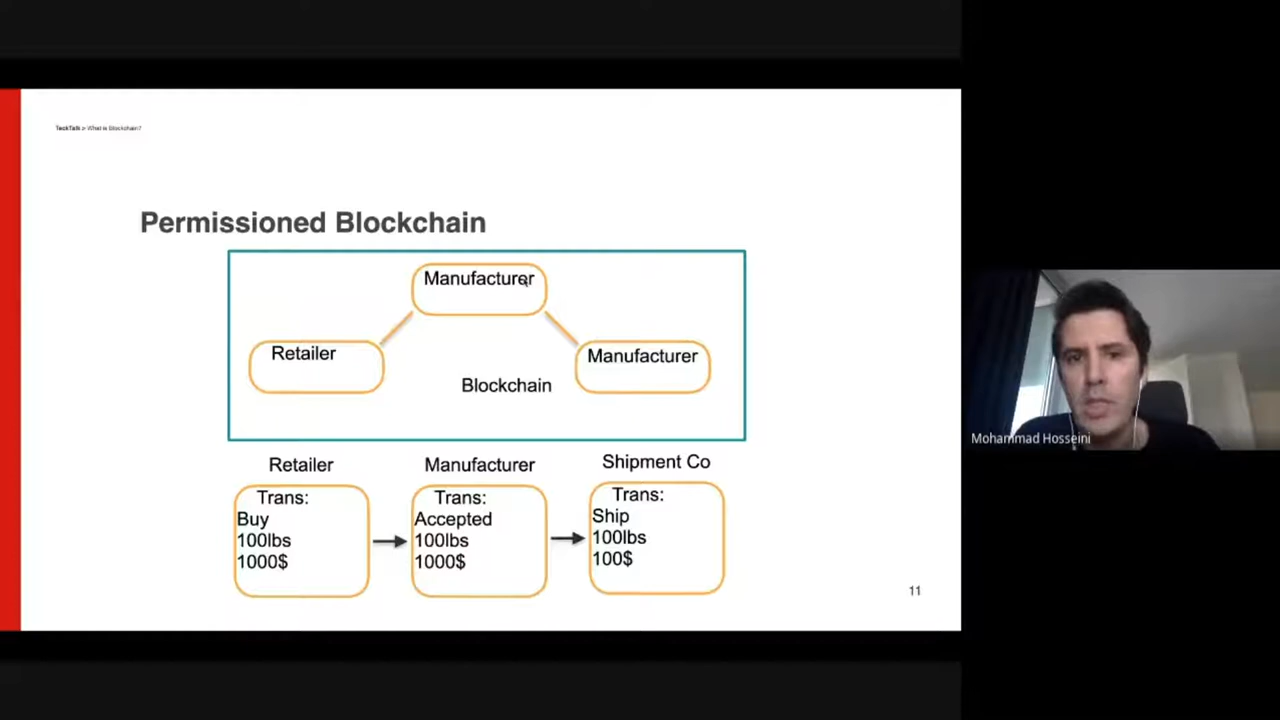 TeckTalk > What is Blockchain?
Permissioned Blockchain
Manufacturer
Retailer
Manufacturer
Blockchain
Retailer
Manufacturer
Shipment Co
Trans:
Buy
100lbs
1000$
Trans:
Accepted
100lbs
1000$
Trans:
Ship
100lbs
100$
11
Mohammad Hosseini